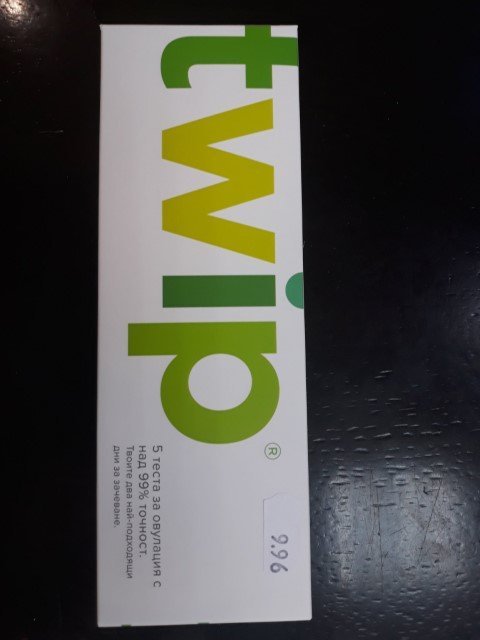 twip®
5 теста за овулация с
над 99% точност.
Твоите два най-подходящи
дни за зачеване.
9.96